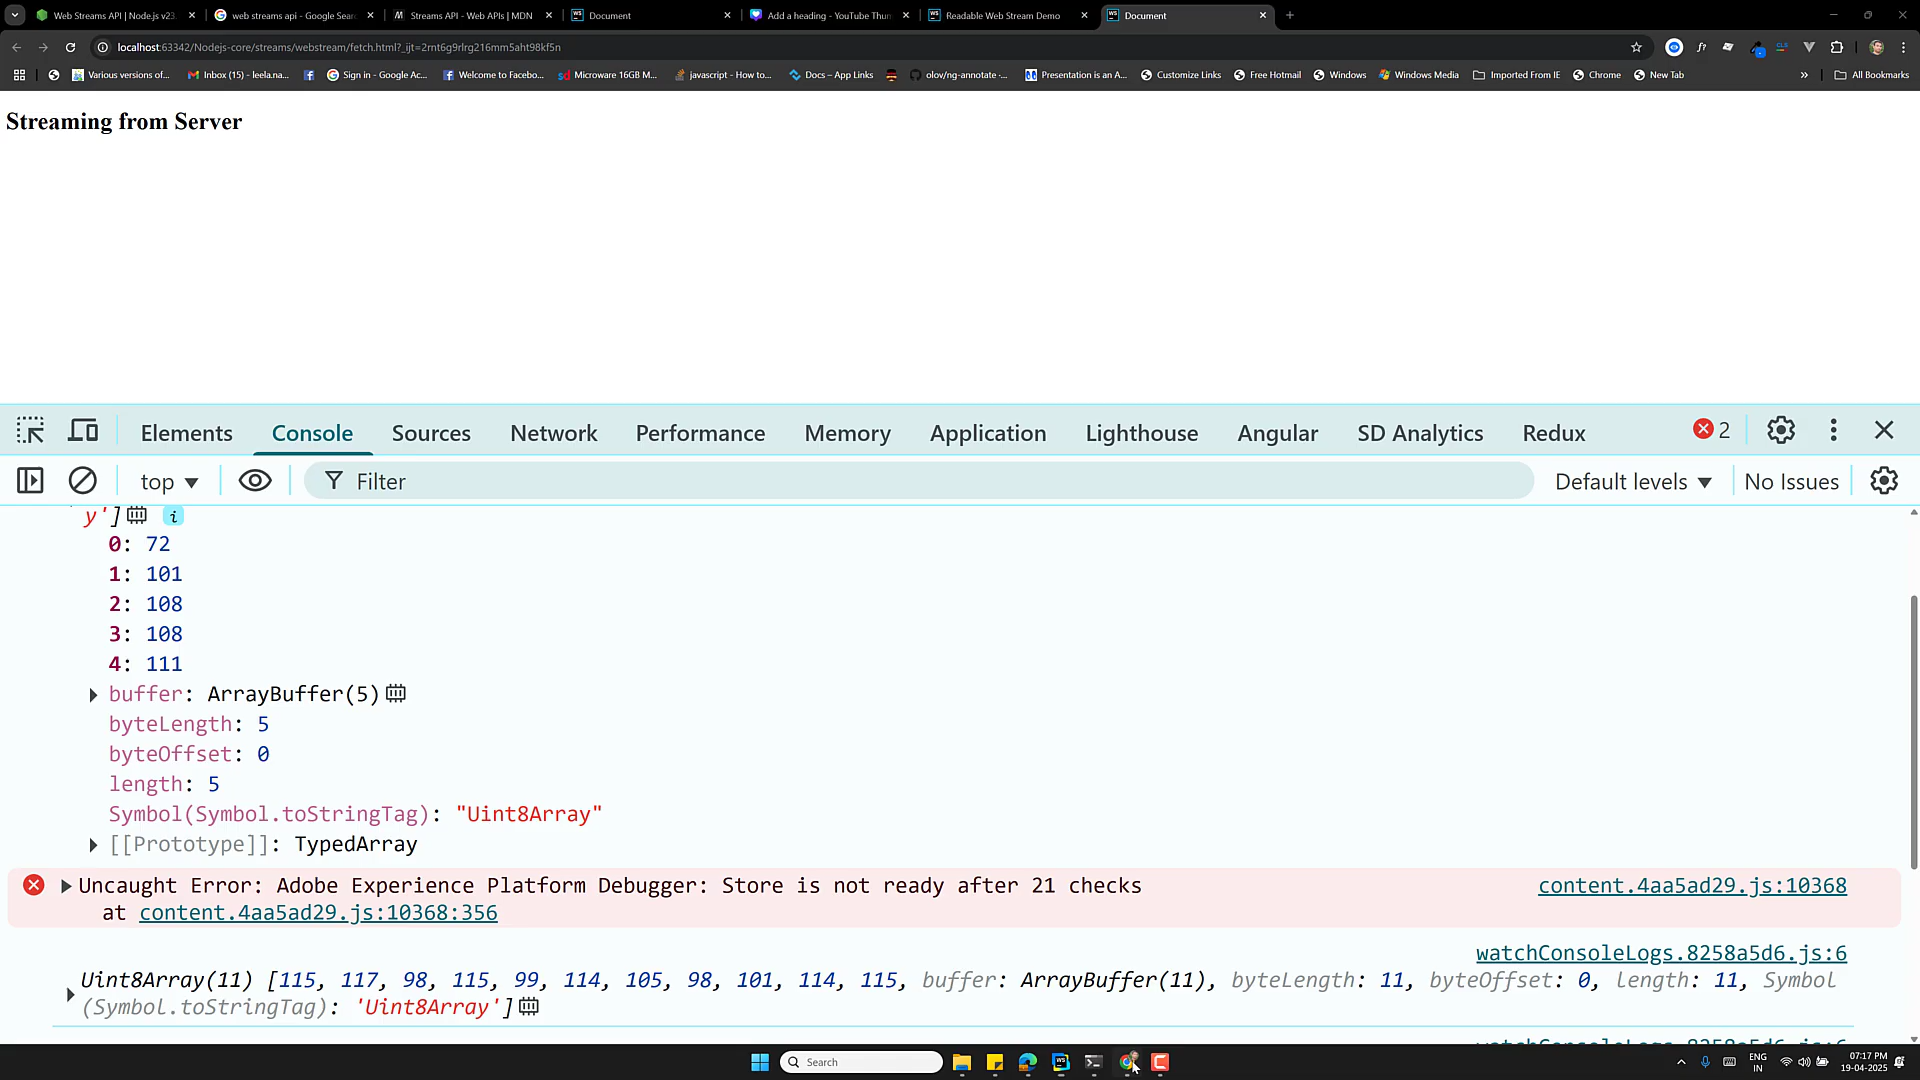 Web Streams API | Node.js v23.
web streams api - Google Sear
Streams API - Web APIs | MDN
Document
Add a heading - YouTube Thun
Readable Web Stream Demo
Document
localhost:63342/Nodejs-core/streams/webstream/fetch.html?_ijt=2rnt6g9rlrg216mm5aht98kf5n
Various versions of...
Inbox (15) - leela.na...
Sign in - Google Ac...
Welcome to Facebo...
Microware 16GB M...
javascript - How to...
Docs – App Links
olov/ng-annotate -...
Presentation is an A...
Customize Links
Free Hotmail
Windows
Windows Media
Imported From IE
Chrome
New Tab
All Bookmarks
Streaming from Server
Elements Console Sources Network Performance Memory Application Lighthouse Angular SD Analytics Redux 2
top Filter Default levels No Issues
y'] i
0: 72
1: 101
2: 108
3: 108
4: 111
buffer: ArrayBuffer(5)
byteLength: 5
byteOffset: 0
length: 5
Symbol(Symbol.toStringTag): "Uint8Array"
[[Prototype]]: TypedArray
Uncaught Error: Adobe Experience Platform Debugger: Store is not ready after 21 checks content.4aa5ad29.js:10368
at content.4aa5ad29.js:10368:356
watchConsoleLogs.8258a5d6.js:6
Uint8Array(11) [115, 117, 98, 115, 99, 114, 105, 98, 101, 114, 115, buffer: ArrayBuffer(11), byteLength: 11, byteOffset: 0, length: 11, Symbol
(Symbol.toStringTag): 'Uint8Array']
Search
ENG
IN
07:17 PM
19-04-2025